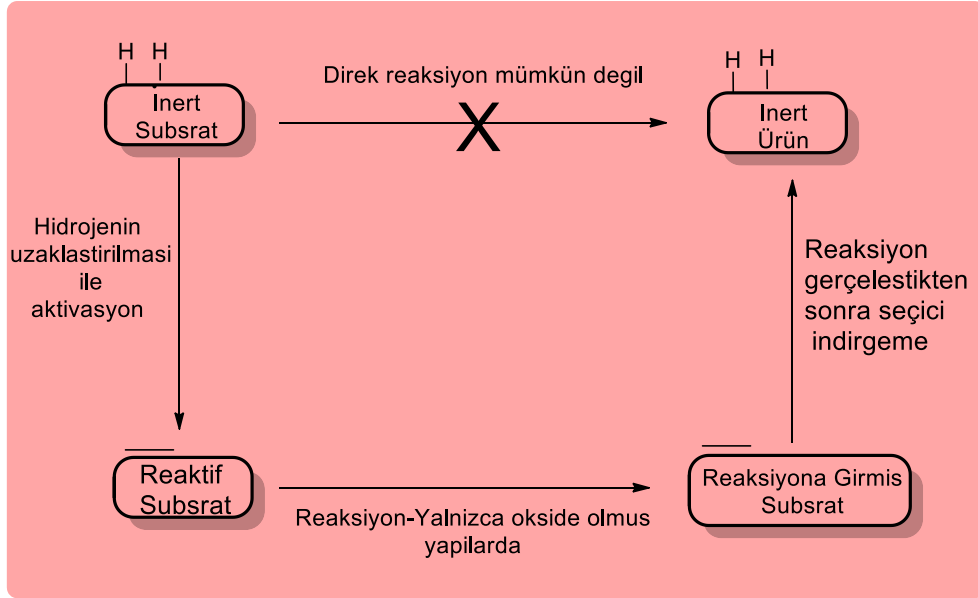 H H
İnert
Subsrat
Direk reaksiyon mümkün degil
X
H H
Inert
Ürün
Hidrojenin
uzaklastirilmasi
ile
aktivasyon
Reaksiyon
gerçelestikten
sonra seçici
indirgeme
Reaktif
Subsrat
Reaksiyon-Yalnizca okside olmus
yapilarda
Reaksiyona Girmis
Subsrat